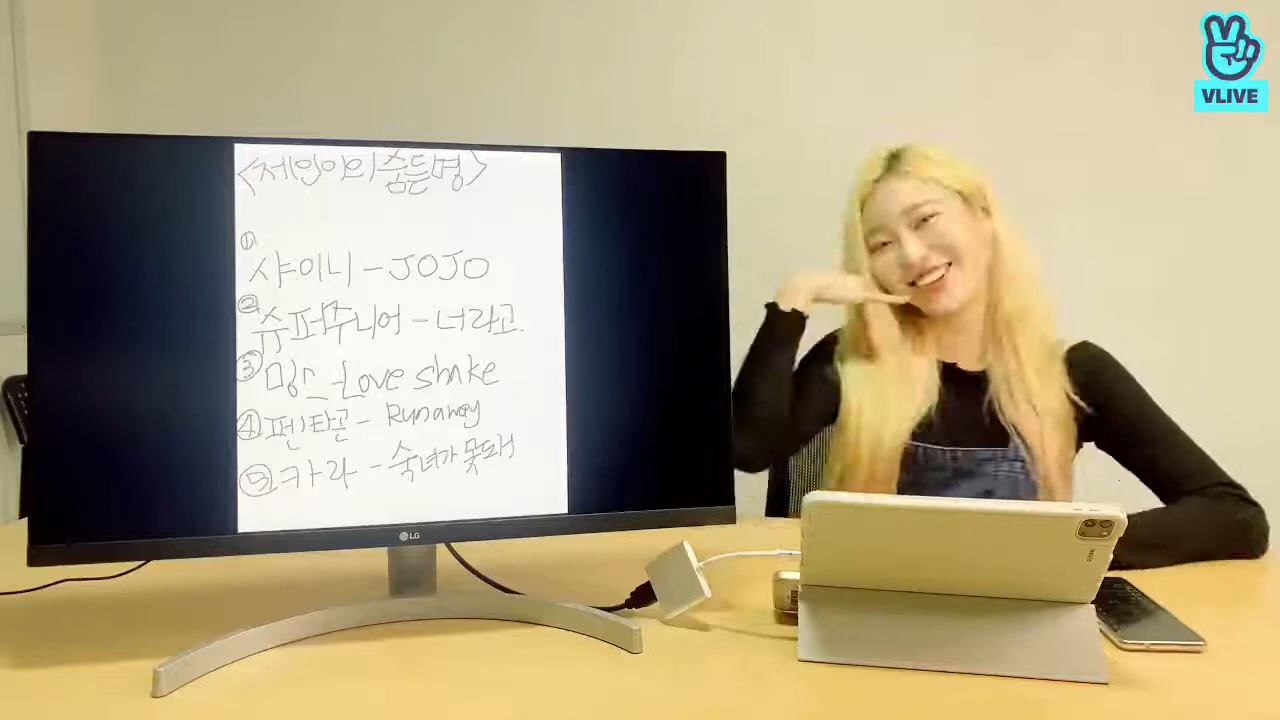 <제인이의 숨듣명>
① 샤이니 - JOJO
② 슈퍼주니어 - 너라고.
③ 밍스 - Love shake
④ 펜타곤 - Runaway
⑤ 카라 - 숙녀가 못돼
LG
VLIVE